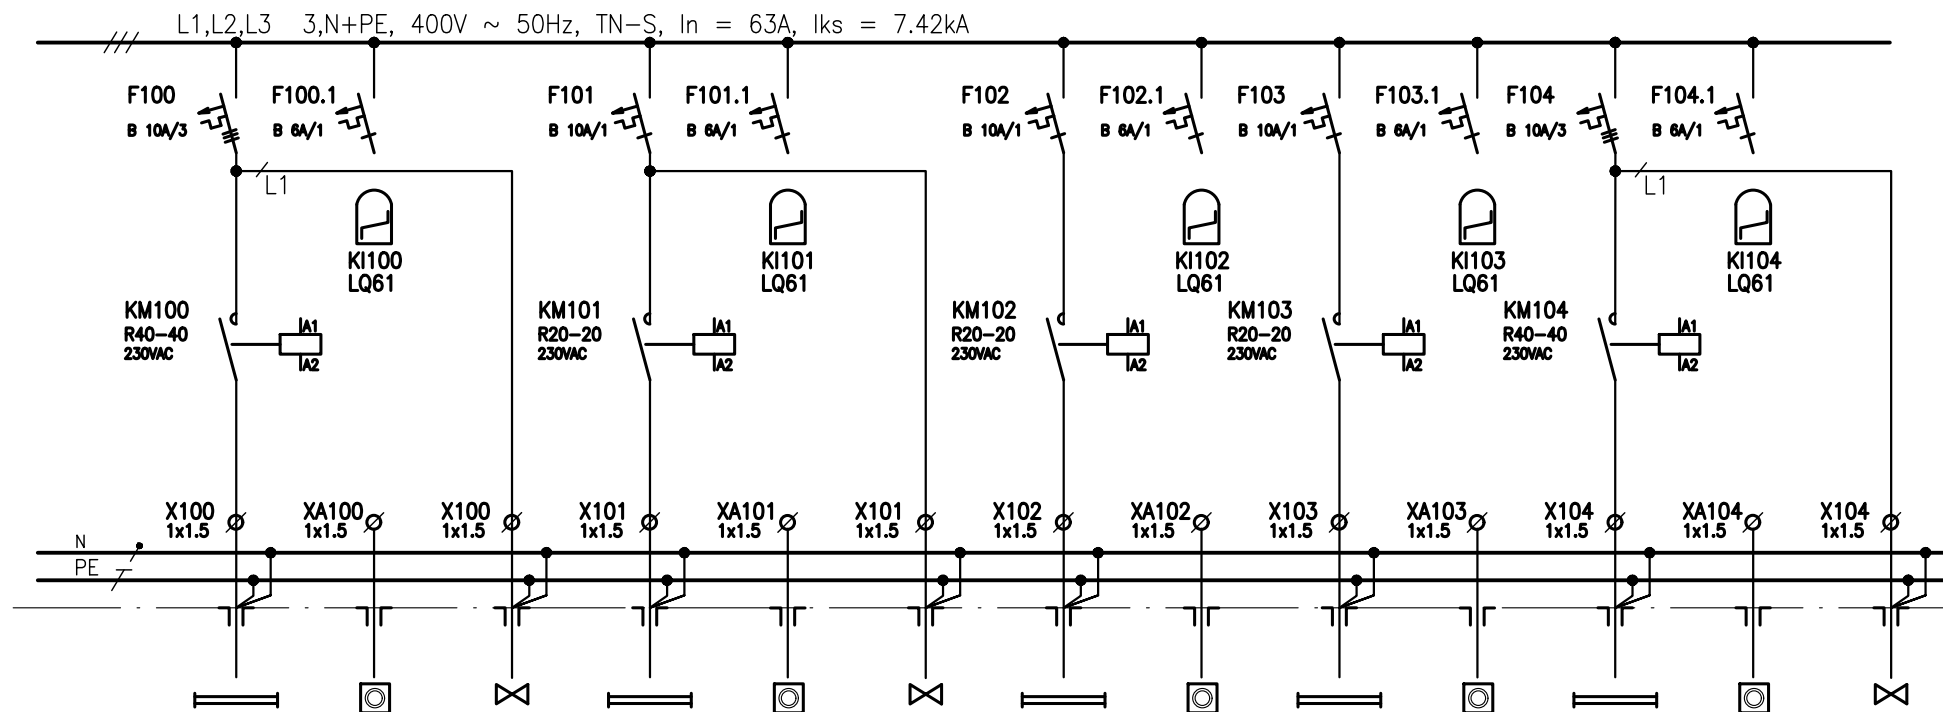 L1,L2,L3 3,N+PE, 400V ~ 50Hz, TN-S, In = 63A, Iks = 7.42kA
F100
B 10A/3
F100.1
B 6A/1
F101
B 10A/1
F101.1
B 6A/1
F102
B 10A/1
F102.1
B 6A/1
F103
B 10A/1
F103.1
B 6A/1
F104
B 10A/3
F104.1
B 6A/1
L1
L1
KI100
LQ61
KI101
LQ61
KI102
LQ61
KI103
LQ61
KI104
LQ61
KM100
R40-40
230VAC
A1
A2
KM101
R20-20
230VAC
A1
A2
KM102
R20-20
230VAC
A1
A2
KM103
R20-20
230VAC
A1
A2
KM104
R40-40
230VAC
A1
A2
X100
1x1.5
XA100
1x1.5
X100
1x1.5
X101
1x1.5
XA101
1x1.5
X101
1x1.5
X102
1x1.5
XA102
1x1.5
X103
1x1.5
XA103
1x1.5
X104
1x1.5
XA104
1x1.5
X104
1x1.5
N
PE